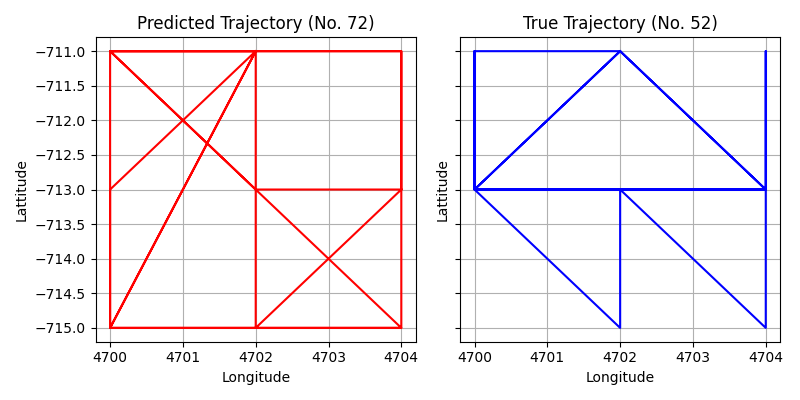 Predicted Trajectory (No. 72)
True Trajectory (No. 52)
−711.0
−711.5
−712.0
−712.5
−713.0
−713.5
−714.0
−714.5
−715.0
Lattitude
Lattitude
4700 4701 4702 4703 4704
4700 4701 4702 4703 4704
Longitude
Longitude